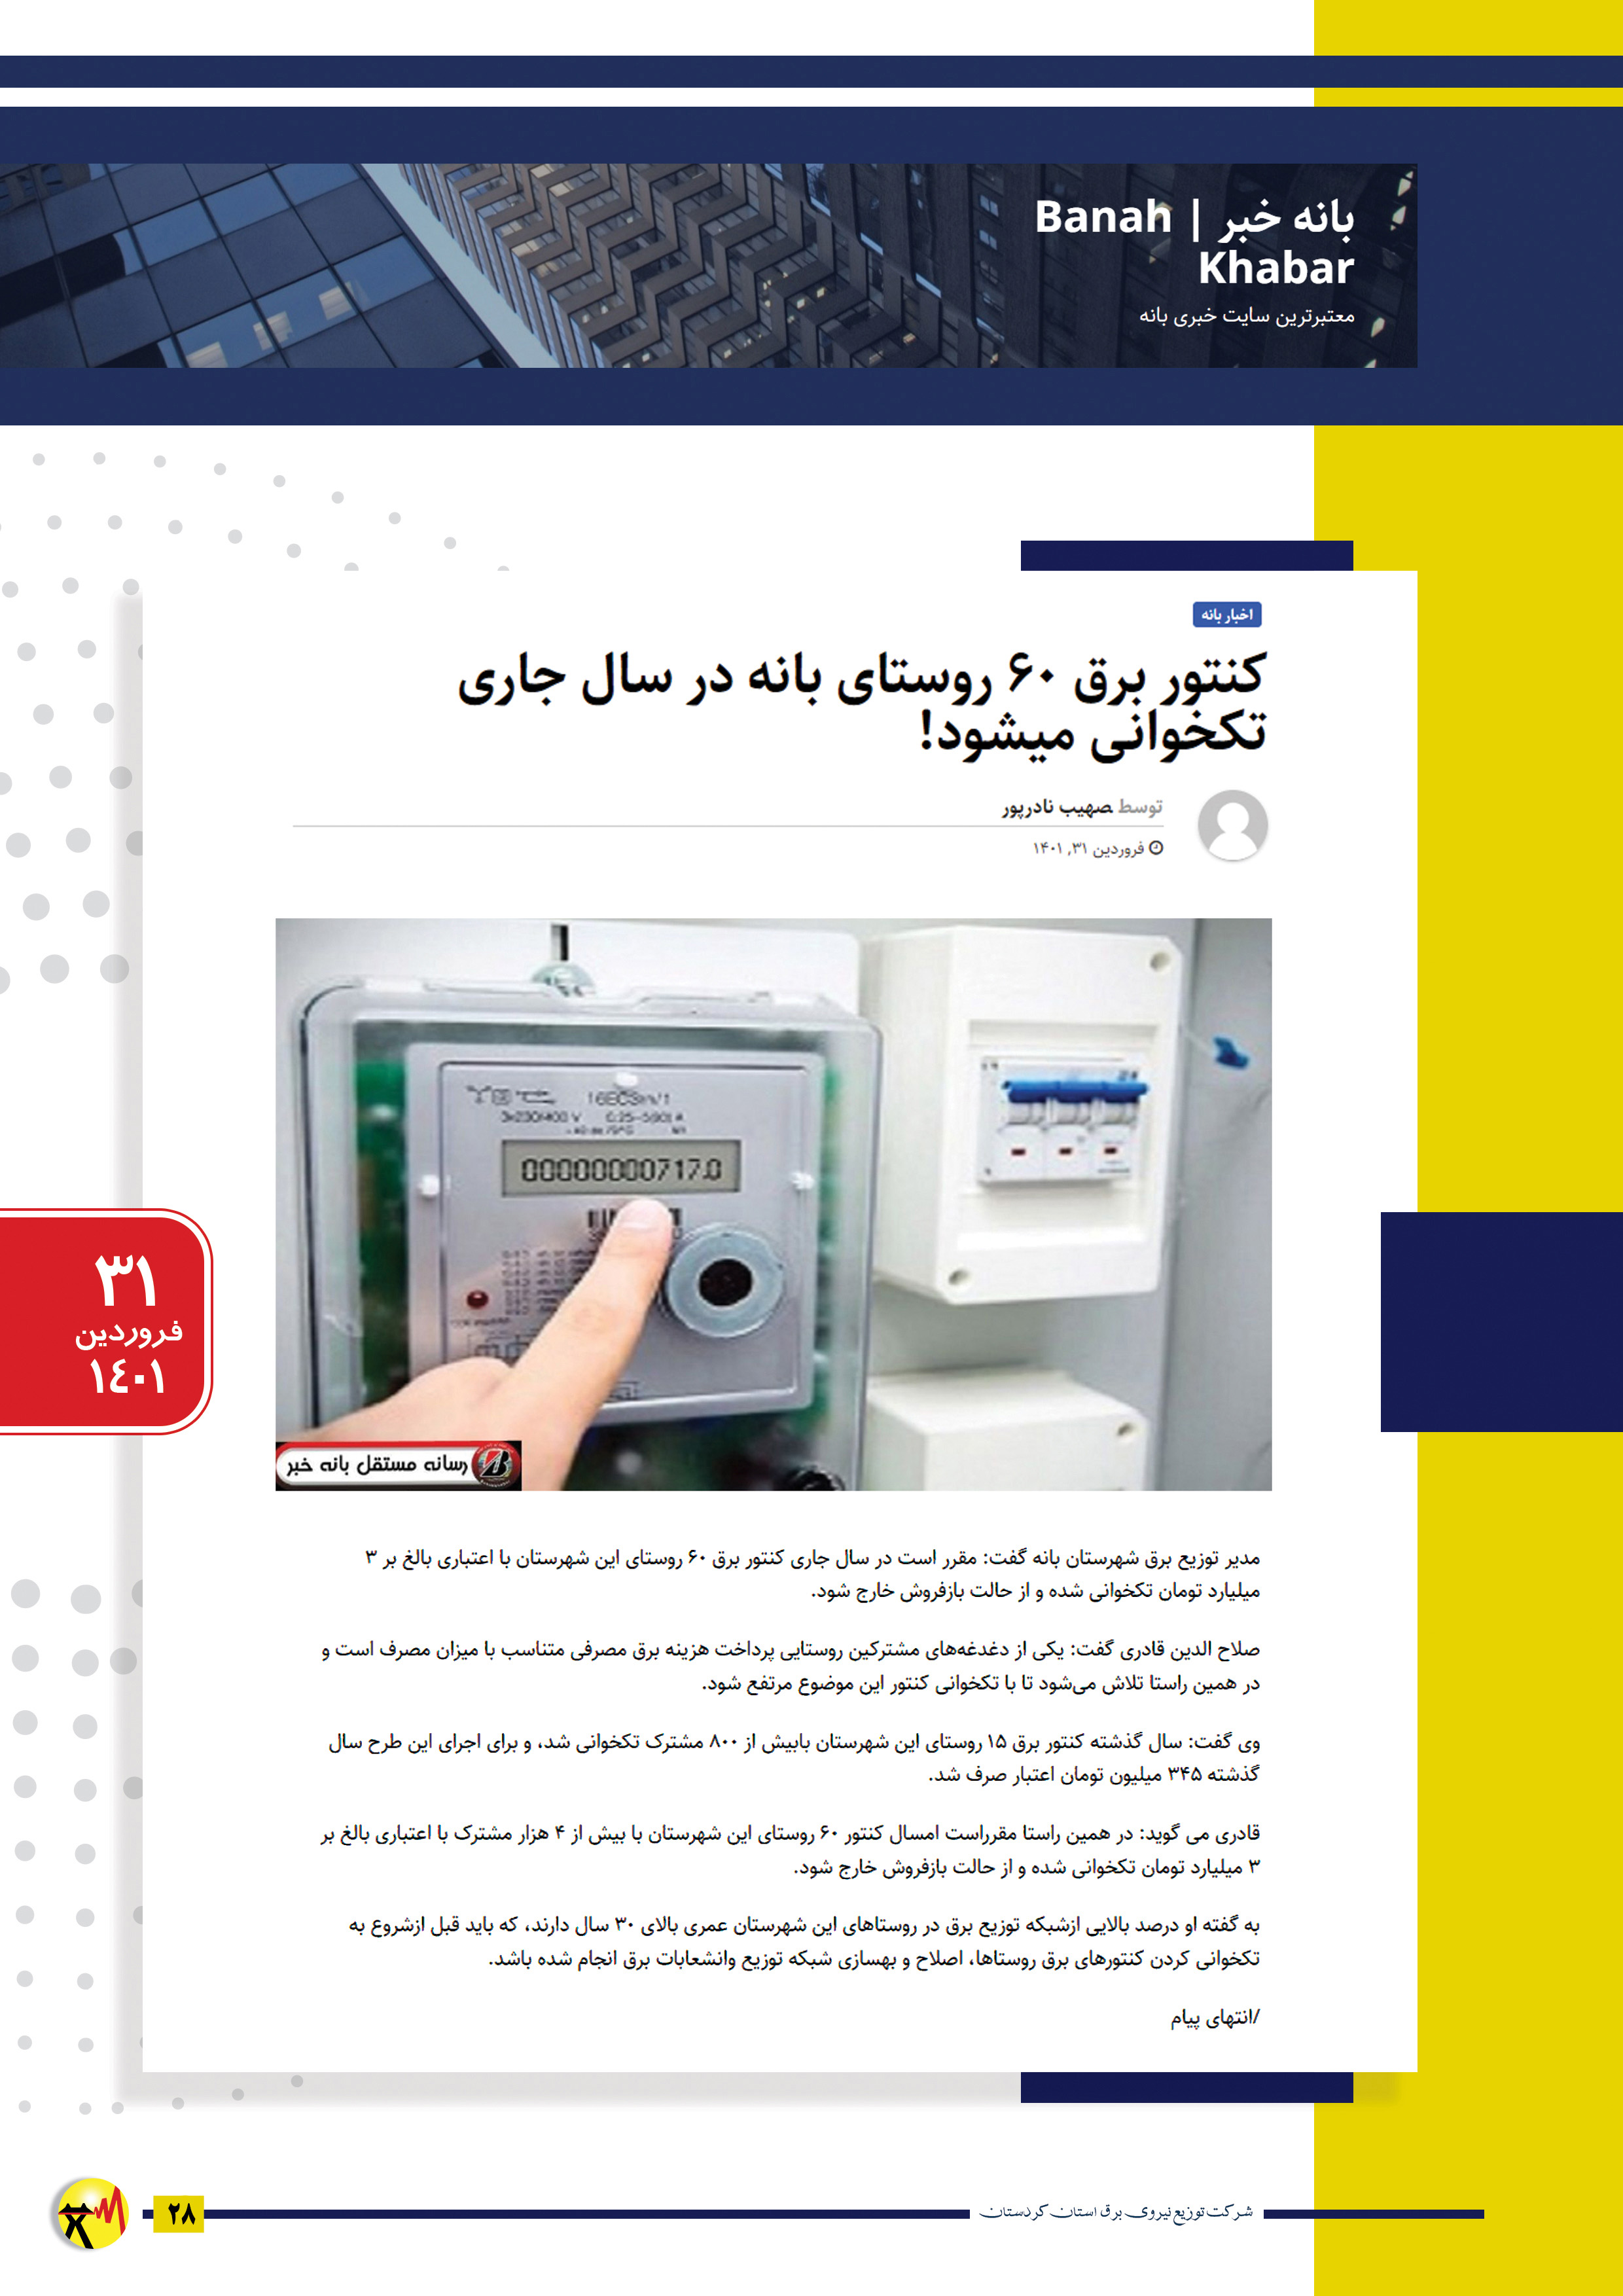 بانه خبر | Banah
Khabar
معتبرترین سایت خبری بانه
اخبار بانه
کنتور برق ۶۰ روستای بانه در سال جاری
تکخوانی میشود!
توسط صهیب نادرپور
فروردین ۳۱, ۱۴۰۱
00000000717.0
رسانه مستقل بانه خبر
۳۱
فروردین
۱٤۰۱
مدیر توزیع برق شهرستان بانه گفت: مقرر است در سال جاری کنتور برق ۶۰ روستای این شهرستان با اعتباری بالغ بر ۳
میلیارد تومان تکخوانی شده و از حالت بازفروش خارج شود.
صلاح الدین قادری گفت: یکی از دغدغه‌های مشترکین روستایی پرداخت هزینه برق مصرفی متناسب با میزان مصرف است و
در همین راستا تلاش می‌شود تا با تکخوانی کنتور این موضوع مرتفع شود.
وی گفت: سال گذشته کنتور برق ۱۵ روستای این شهرستان بابیش از ۸۰۰ مشترک تکخوانی شد، و برای اجرای این طرح سال
گذشته ۳۴۵ میلیون تومان اعتبار صرف شد.
قادری می گوید: در همین راستا مقرراست امسال کنتور ۶۰ روستای این شهرستان با بیش از ۴ هزار مشترک با اعتباری بالغ بر
۳ میلیارد تومان تکخوانی شده و از حالت بازفروش خارج شود.
به گفته او درصد بالایی ازشبکه توزیع برق در روستاهای این شهرستان عمری بالای ۳۰ سال دارند، که باید قبل ازشروع به
تکخوانی کردن کنتورهای برق روستاها، اصلاح و بهسازی شبکه توزیع وانشعابات برق انجام شده باشد.
/انتهای پیام
شرکت توزیع نیروی برق استان کردستان
۲۸